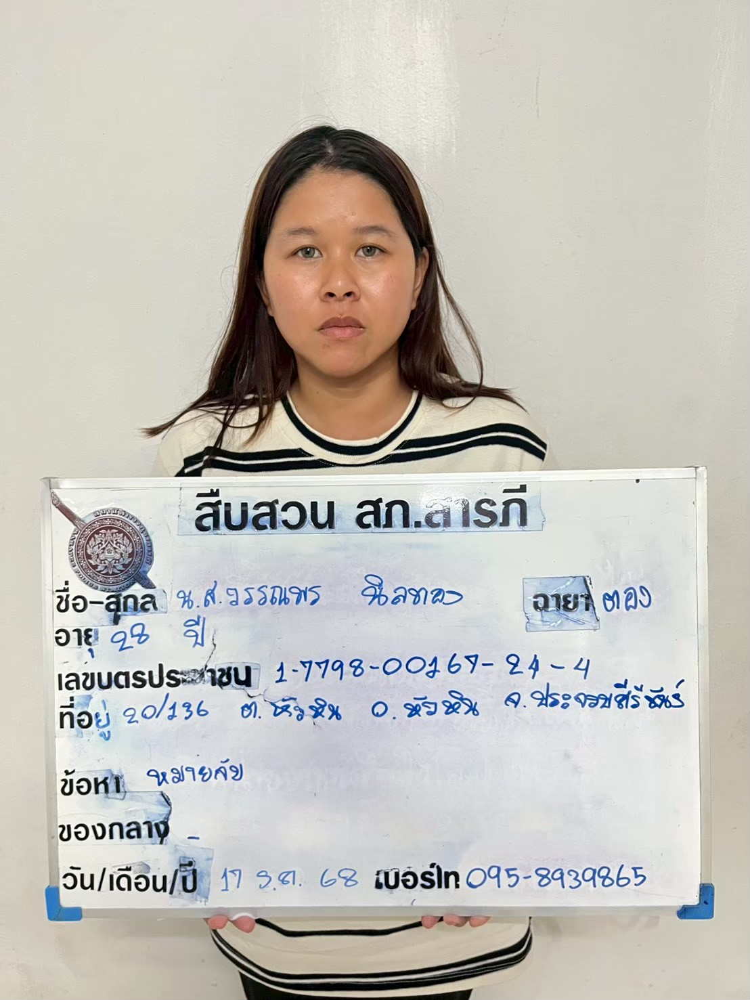 สืบสวน สภ.สารภี
ชื่อ-สกุล น.ส.วรรณพร นิลทอง ฉายา ตอง
อายุ 28 ปี
เลขบตรประชาชน 1-7798-00167-24-4
ที่อยู่ 20/136 ต.หัวหิน อ.หัวหิน จ.ประจวบคีรีขันธ์
ข้อหา หมายจับ
ของกลาง -
วัน/เดือน/ปี 17 ธ.ค. 68 เบอร์โท 095-8939865